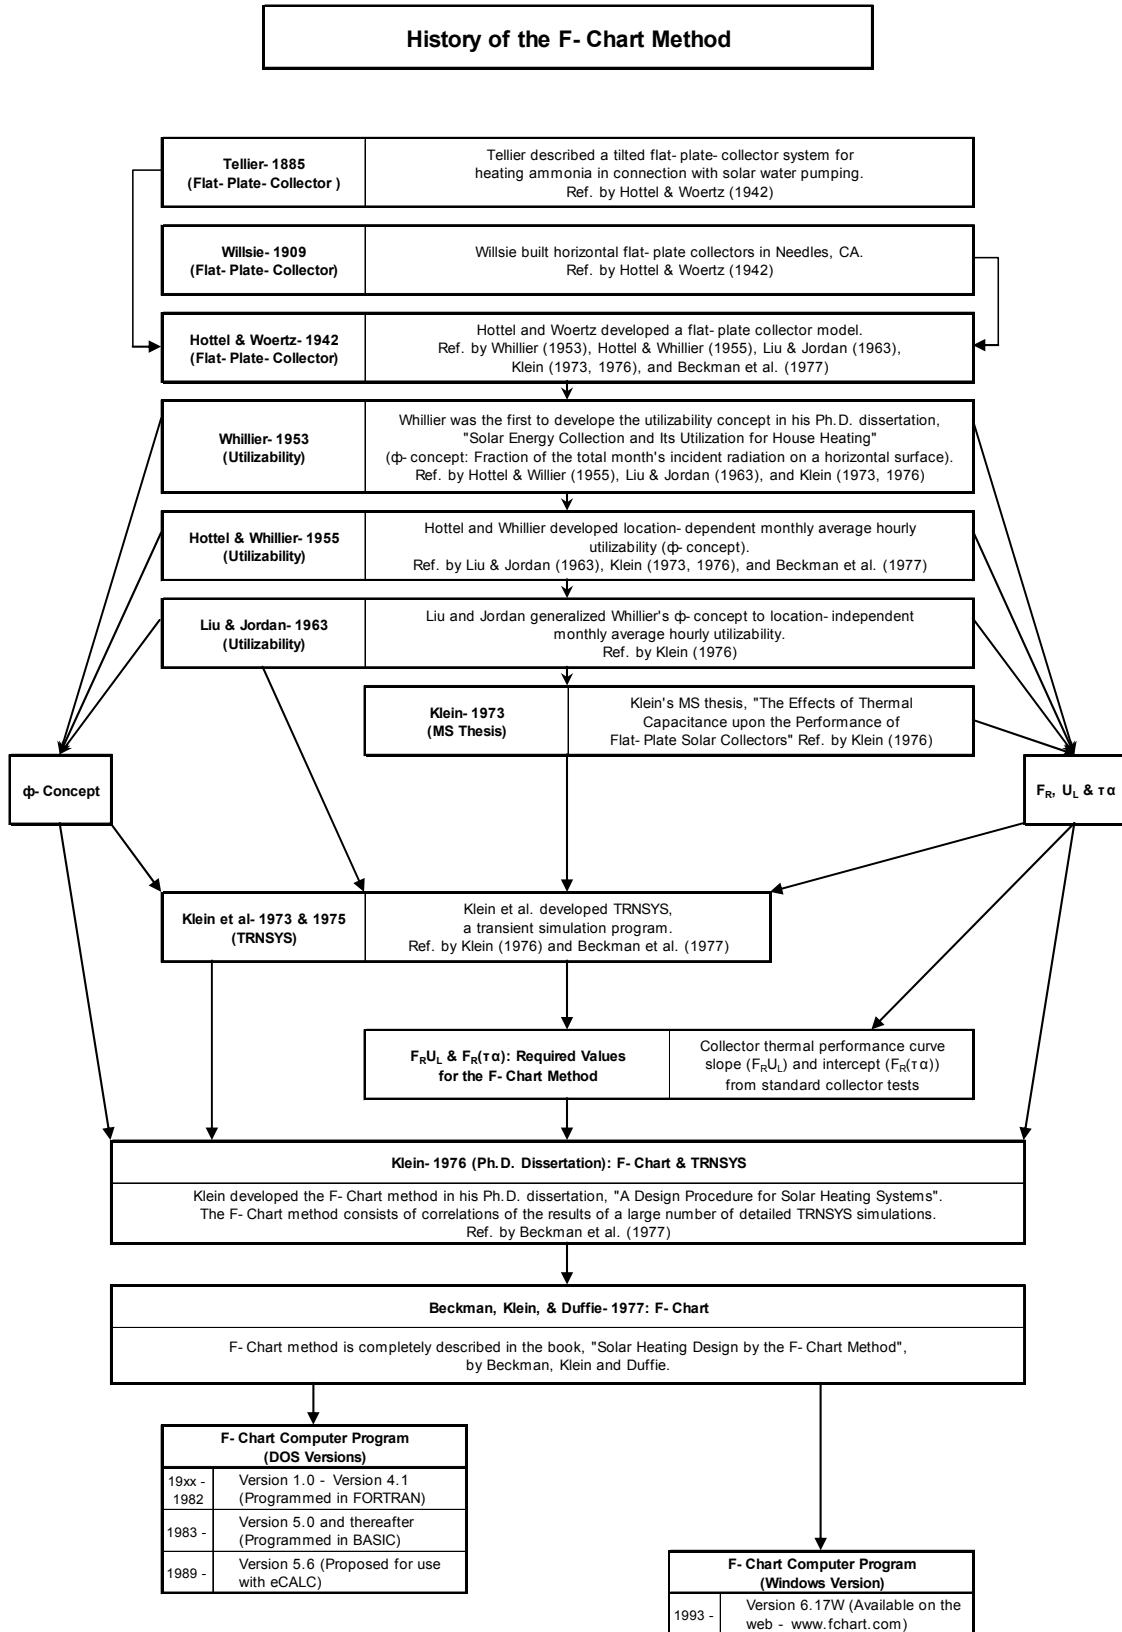 History of the F- Chart Method
Tellier- 1885
(Flat- Plate- Collector )
Tellier described a tilted flat- plate- collector system for
heating ammonia in connection with solar water pumping.
Ref. by Hottel & Woertz (1942)
Willsie- 1909
(Flat- Plate- Collector)
Willsie built horizontal flat- plate collectors in Needles, CA.
Ref. by Hottel & Woertz (1942)
Hottel & Woertz- 1942
(Flat- Plate- Collector)
Hottel and Woertz developed a flat- plate collector model.
Ref. by Whillier (1953), Hottel & Whillier (1955), Liu & Jordan (1963),
Klein (1973, 1976), and Beckman et al. (1977)
Whillier- 1953
(Utilizability)
Whillier was the first to develope the utilizability concept in his Ph.D. dissertation,
"Solar Energy Collection and Its Utilization for House Heating"
(ф- concept: Fraction of the total month's incident radiation on a horizontal surface).
Ref. by Hottel & Willier (1955), Liu & Jordan (1963), and Klein (1973, 1976)
Hottel & Whillier- 1955
(Utilizability)
Hottel and Whillier developed location- dependent monthly average hourly
utilizability (ф- concept).
Ref. by Liu & Jordan (1963), Klein (1973, 1976), and Beckman et al. (1977)
Liu & Jordan- 1963
(Utilizability)
Liu and Jordan generalized Whillier's ф- concept to location- independent
monthly average hourly utilizability.
Ref. by Klein (1976)
Klein- 1973
(MS Thesis)
Klein's MS thesis, "The Effects of Thermal
Capacitance upon the Performance of
Flat- Plate Solar Collectors" Ref. by Klein (1976)
ф- Concept
F_R, U_L & τα
Klein et al- 1973 & 1975
(TRNSYS)
Klein et al. developed TRNSYS,
a transient simulation program.
Ref. by Klein (1976) and Beckman et al. (1977)
F_RU_L & F_R(τα): Required Values
for the F- Chart Method
Collector thermal performance curve
slope (F_RU_L) and intercept (F_R(τα))
from standard collector tests
Klein- 1976 (Ph.D. Dissertation): F- Chart & TRNSYS
Klein developed the F- Chart method in his Ph.D. dissertation, "A Design Procedure for Solar Heating Systems".
The F- Chart method consists of correlations of the results of a large number of detailed TRNSYS simulations.
Ref. by Beckman et al. (1977)
Beckman, Klein, & Duffie- 1977: F- Chart
F- Chart method is completely described in the book, "Solar Heating Design by the F- Chart Method",
by Beckman, Klein and Duffie.
F- Chart Computer Program
(DOS Versions)
19xx -
1982
Version 1.0 - Version 4.1
(Programmed in FORTRAN)
1983 -
Version 5.0 and thereafter
(Programmed in BASIC)
1989 -
Version 5.6 (Proposed for use
with eCALC)
F- Chart Computer Program
(Windows Version)
1993 -
Version 6.17W (Available on the
web - www.fchart.com)